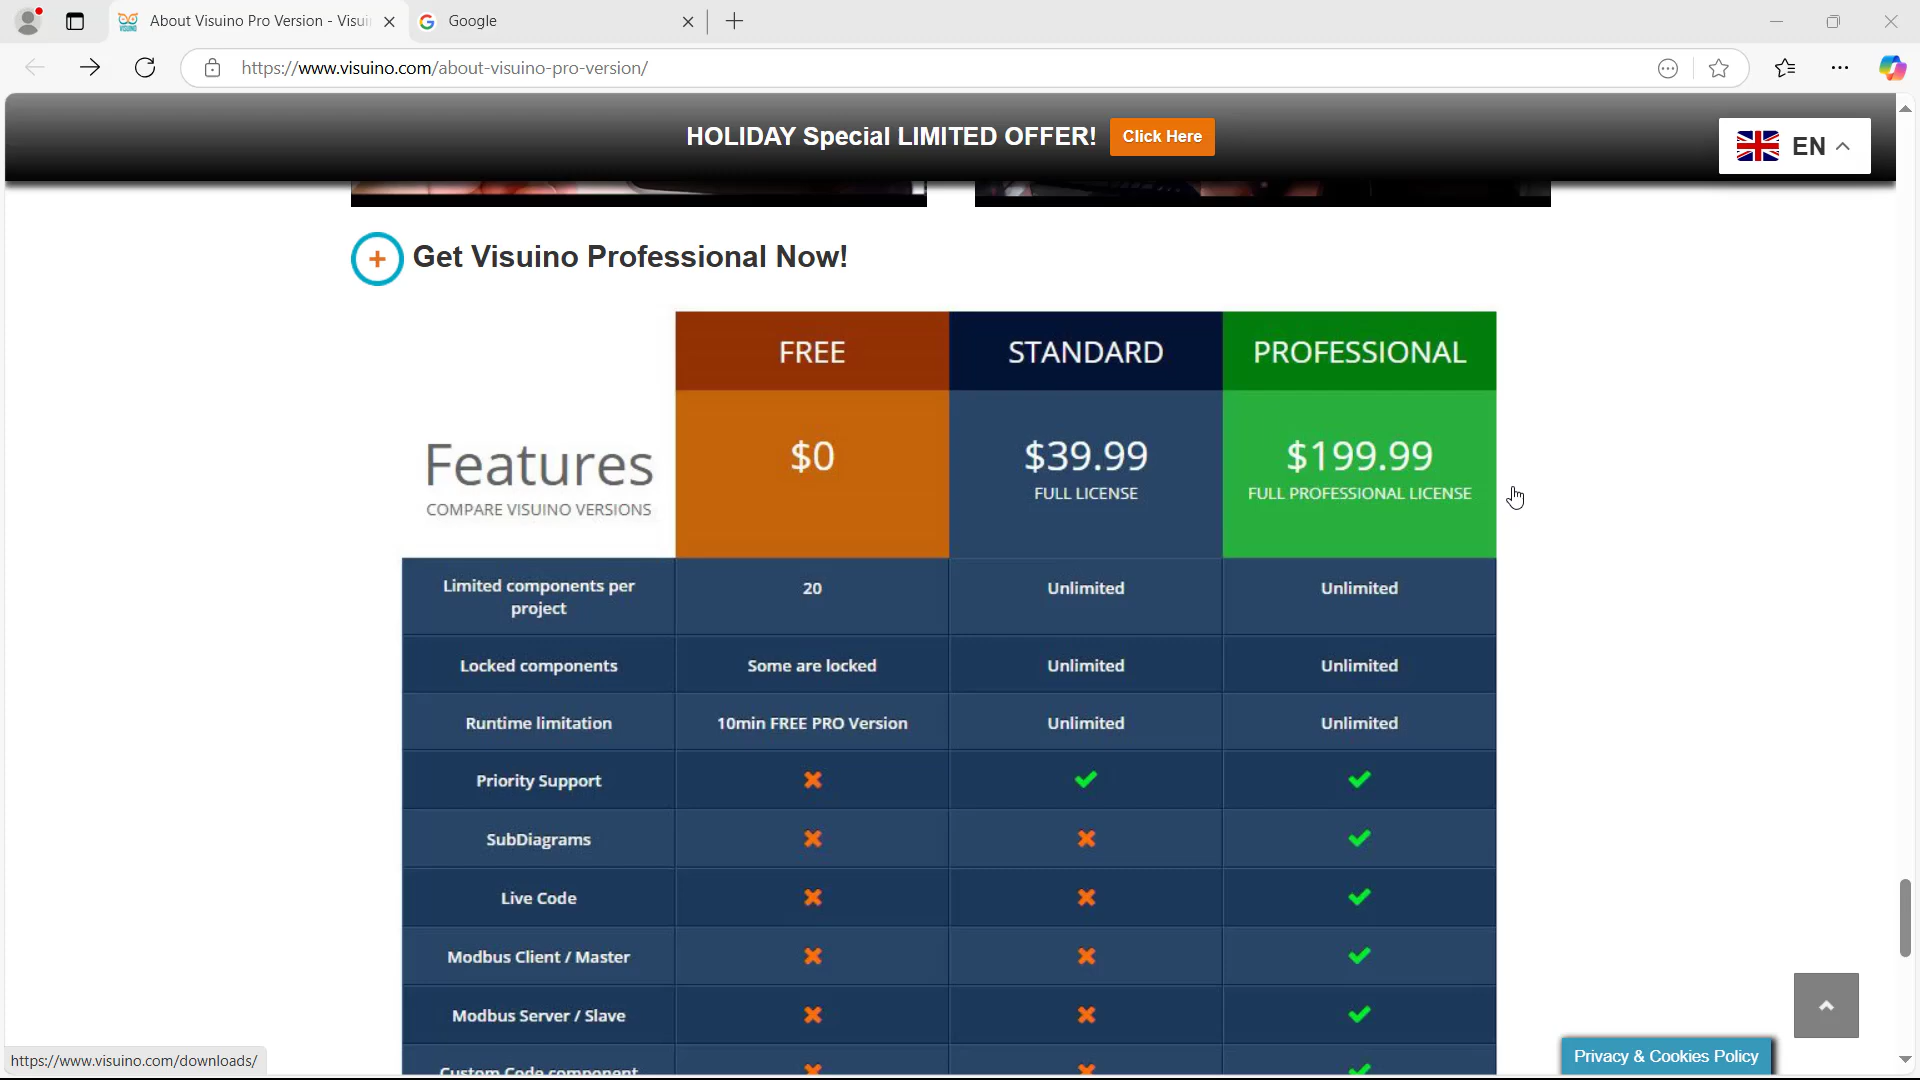 About Visuino Pro Version - Visui
Google
https://www.visuino.com/about-visuino-pro-version/
HOLIDAY Special LIMITED OFFER!
Click Here
EN
Get Visuino Professional Now!
FREE
STANDARD
PROFESSIONAL
Features
COMPARE VISUINO VERSIONS
$0
$39.99
FULL LICENSE
$199.99
FULL PROFESSIONAL LICENSE
Limited components per
project
20
Unlimited
Unlimited
Locked components
Some are locked
Unlimited
Unlimited
Runtime limitation
10min FREE PRO Version
Unlimited
Unlimited
Priority Support
SubDiagrams
Live Code
Modbus Client / Master
Modbus Server / Slave
Custom Code component
https://www.visuino.com/downloads/
Privacy & Cookies Policy